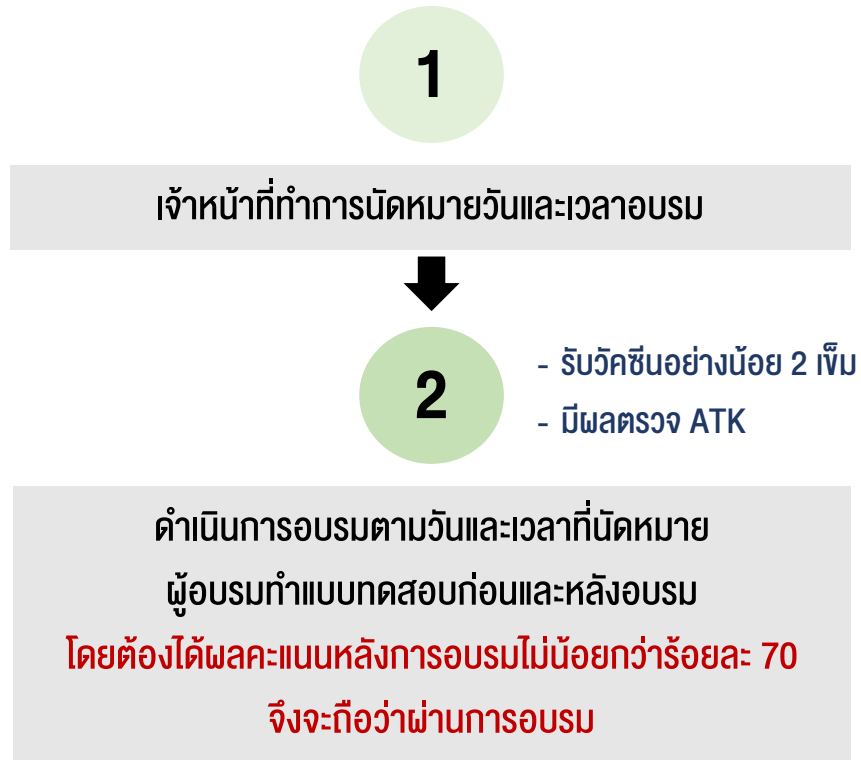 1
เจ้าหน้าที่ทำการนัดหมายวันและเวลาอบรม
2
- รับวัคซีนอย่างน้อย 2 เข็ม
- มีผลตรวจ ATK
ดำเนินการอบรมตามวันและเวลาที่นัดหมาย
ผู้อบรมทำแบบทดสอบก่อนและหลังอบรม
โดยต้องได้ผลคะแนนหลังการอบรมไม่น้อยกว่าร้อยละ 70
จึงจะถือว่าผ่านการอบรม